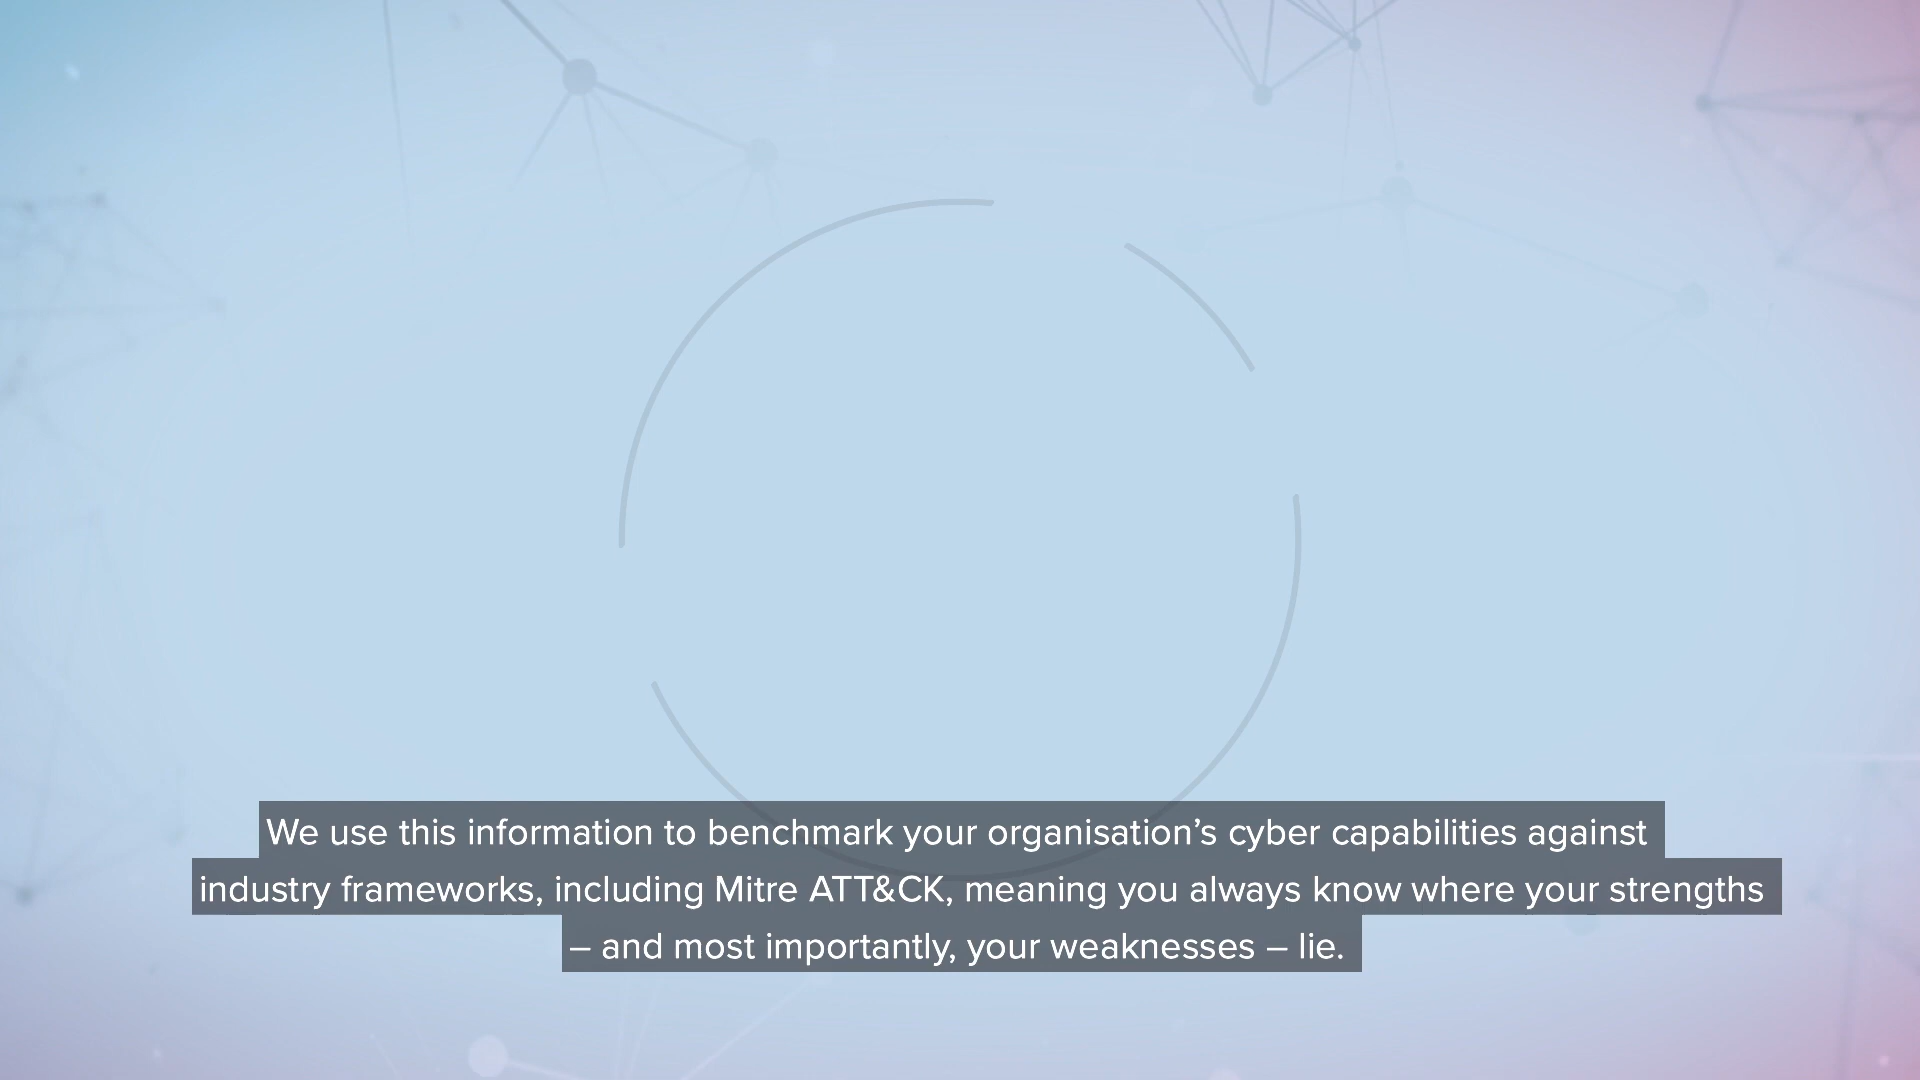 We use this information to benchmark your organisation’s cyber capabilities against
industry frameworks, including Mitre ATT&CK, meaning you always know where your strengths
– and most importantly, your weaknesses – lie.